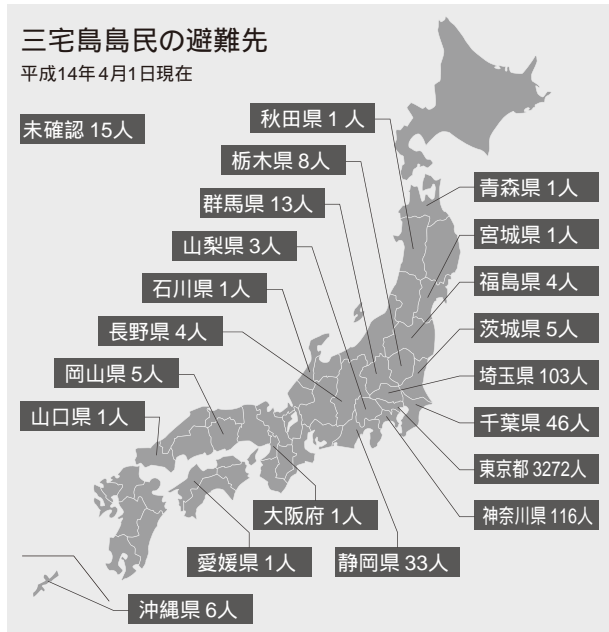 三宅島島民の避難先
平成14年4月1日現在
未確認 15人
秋田県 1 人
栃木県 8人
群馬県 13人
山梨県 3人
石川県 1人
長野県 4人
岡山県 5人
山口県 1人
青森県 1人
宮城県 1人
福島県 4人
茨城県 5人
埼玉県 103人
千葉県 46人
東京都 3272人
神奈川県 116人
大阪府 1人
愛媛県 1人
静岡県 33人
沖縄県 6人